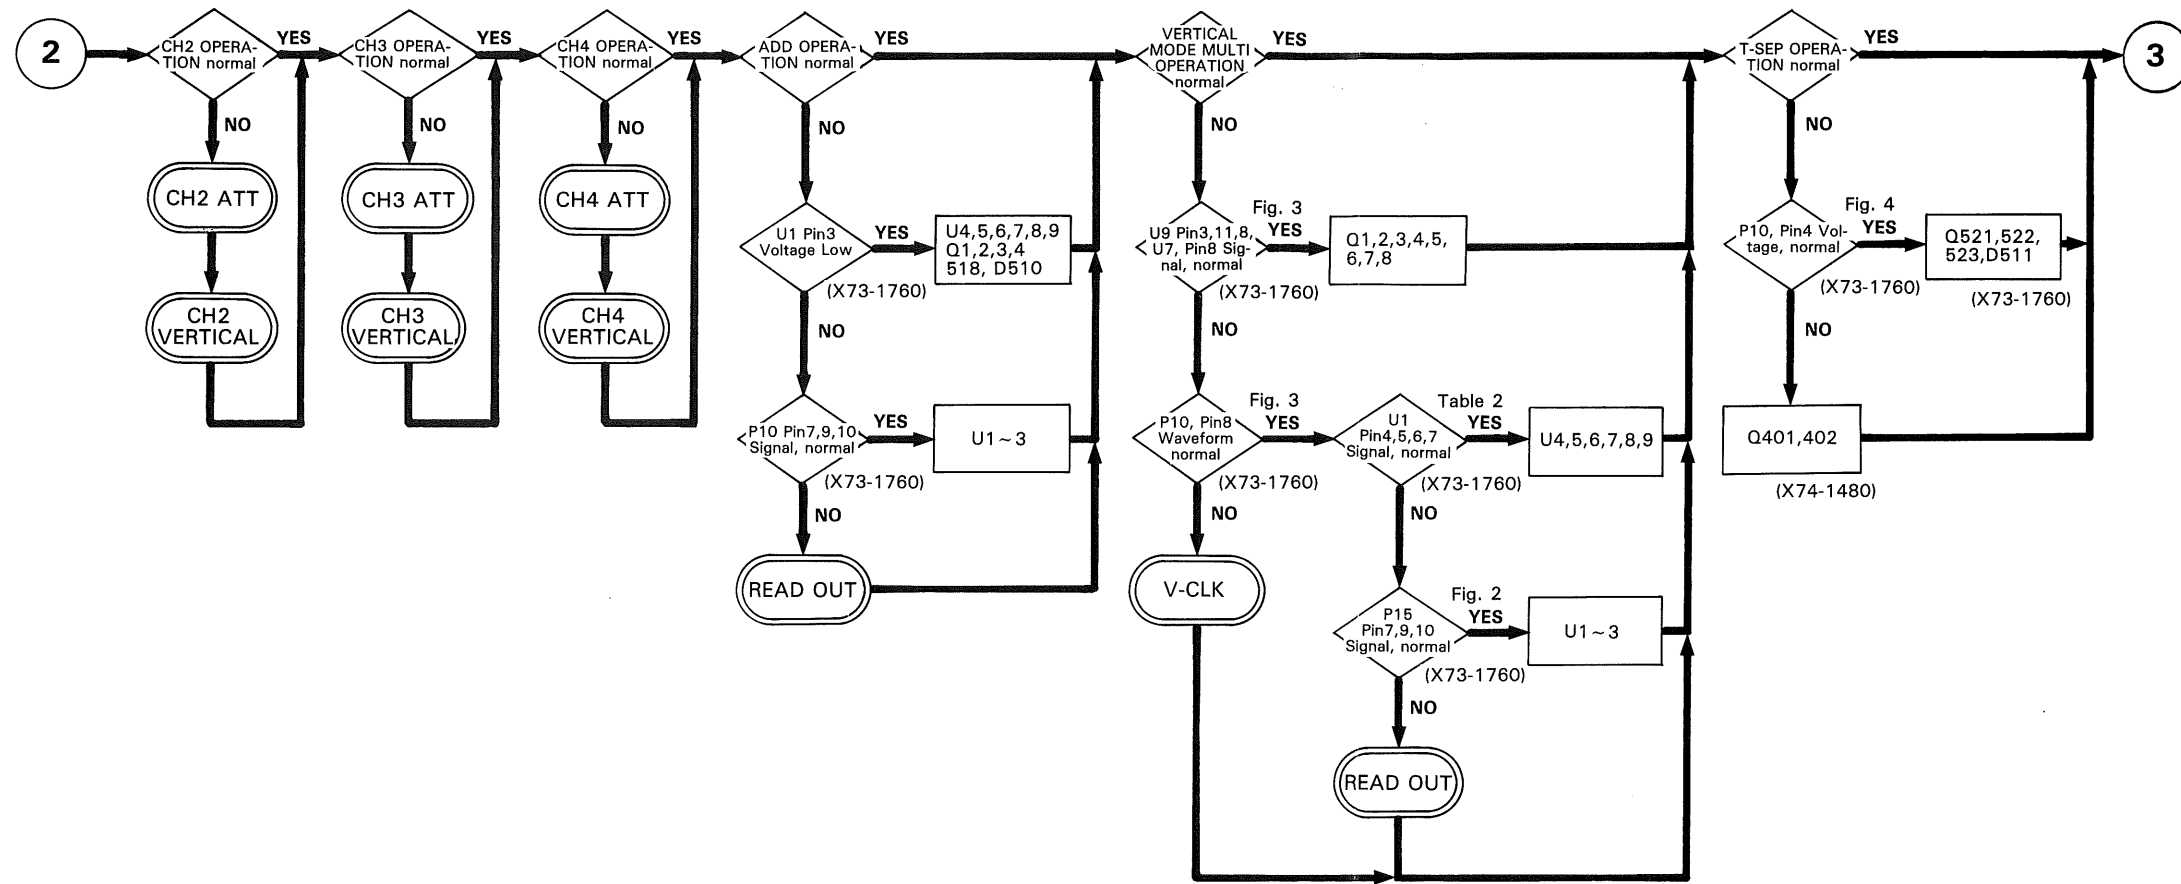 2
CH2 OPERA-
TION normal
YES
NO
CH2 ATT
CH2
VERTICAL
CH3 OPERA-
TION normal
YES
NO
CH3 ATT
CH3
VERTICAL
CH4 OPERA-
TION normal
YES
NO
CH4 ATT
CH4
VERTICAL
ADD OPERA-
TION normal
YES
NO
U1 Pin3
Voltage Low
YES
(X73-1760)
U4,5,6,7,8,9
Q1,2,3,4
518, D510
NO
P10 Pin7,9,10
Signal, normal
YES
(X73-1760)
U1~3
NO
READ OUT
VERTICAL
MODE MULTI
OPERATION
normal
YES
NO
U9 Pin3,11,8,
U7, Pin8 Sig-
nal, normal
Fig. 3
YES
(X73-1760)
Q1,2,3,4,5,
6,7,8
NO
P10, Pin8
Waveform
normal
Fig. 3
YES
(X73-1760)
NO
V-CLK
U1
Pin4,5,6,7
Signal, normal
Table 2
YES
(X73-1760)
U4,5,6,7,8,9
NO
P15
Pin7,9,10
Signal, normal
Fig. 2
YES
(X73-1760)
U1~3
NO
READ OUT
T-SEP OPERA-
TION normal
YES
NO
P10, Pin4 Vol-
tage, normal
Fig. 4
YES
(X73-1760)
Q521,522,
523,D511
(X73-1760)
NO
Q401,402
(X74-1480)
3